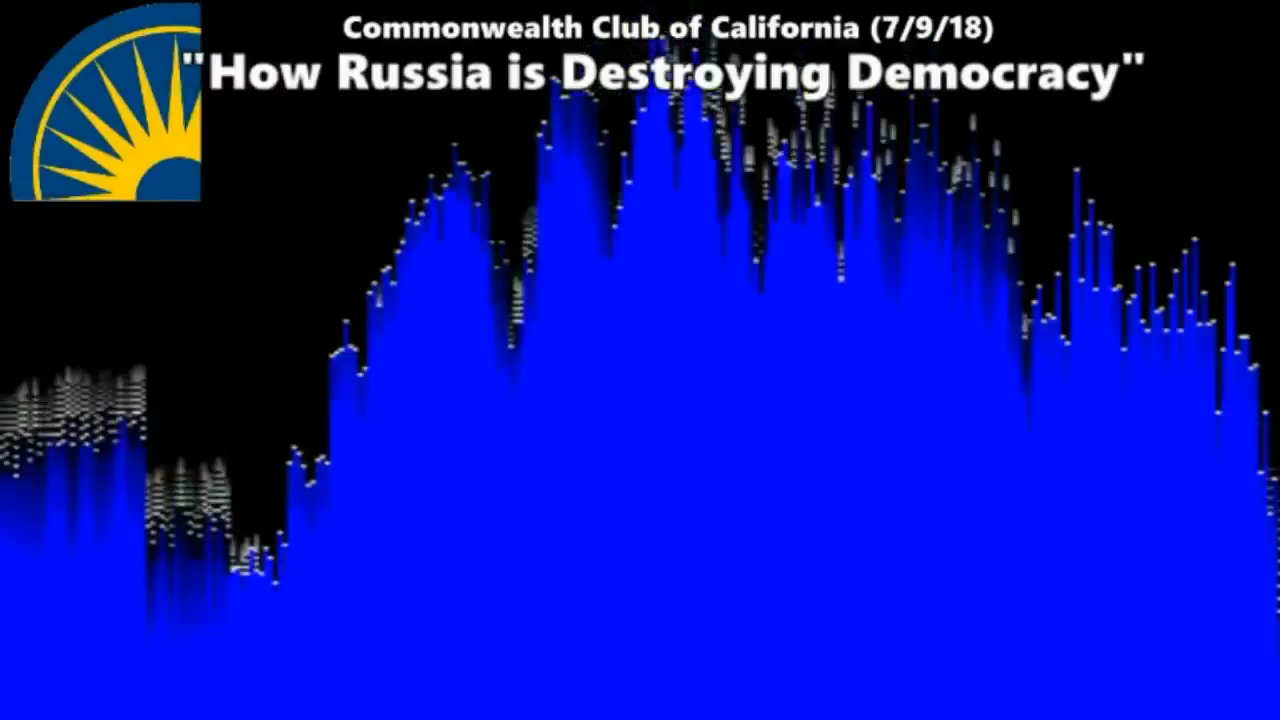 Commonwealth Club of California (7/9/18)
"How Russia is Destroying Democracy"